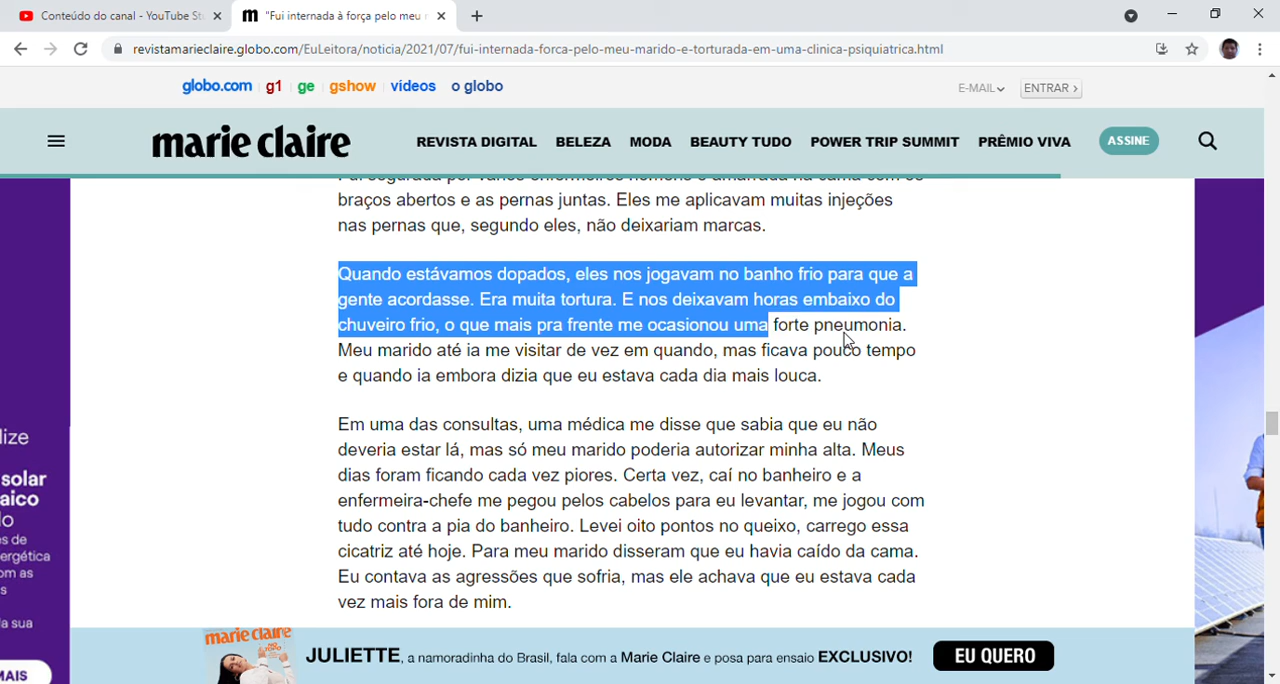 Conteúdo do canal - YouTube St
"Fui internada à força pelo meu
revistamarieclaire.globo.com/EuLeitora/noticia/2021/07/fui-internada-forca-pelo-meu-marido-e-torturada-em-uma-clinica-psiquiatrica.html
globo.com g1 ge gshow vídeos o globo E-MAIL ENTRAR
marie claire REVISTA DIGITAL BELEZA MODA BEAUTY TUDO POWER TRIP SUMMIT PRÊMIO VIVA ASSINE
braços abertos e as pernas juntas. Eles me aplicavam muitas injeções
nas pernas que, segundo eles, não deixariam marcas.
Quando estávamos dopados, eles nos jogavam no banho frio para que a
gente acordasse. Era muita tortura. E nos deixavam horas embaixo do
chuveiro frio, o que mais pra frente me ocasionou uma forte pneumonia.
Meu marido até ia me visitar de vez em quando, mas ficava pouco tempo
e quando ia embora dizia que eu estava cada dia mais louca.
Em uma das consultas, uma médica me disse que sabia que eu não
deveria estar lá, mas só meu marido poderia autorizar minha alta. Meus
dias foram ficando cada vez piores. Certa vez, caí no banheiro e a
enfermeira-chefe me pegou pelos cabelos para eu levantar, me jogou com
tudo contra a pia do banheiro. Levei oito pontos no queixo, carrego essa
cicatriz até hoje. Para meu marido disseram que eu havia caído da cama.
Eu contava as agressões que sofria, mas ele achava que eu estava cada
vez mais fora de mim.
lize
solar
aico
o
es de
ergética
om as
s
a sua
MAIS
marie claire
JULIETTE, a namoradinha do Brasil, fala com a Marie Claire e posa para ensaio EXCLUSIVO! EU QUERO